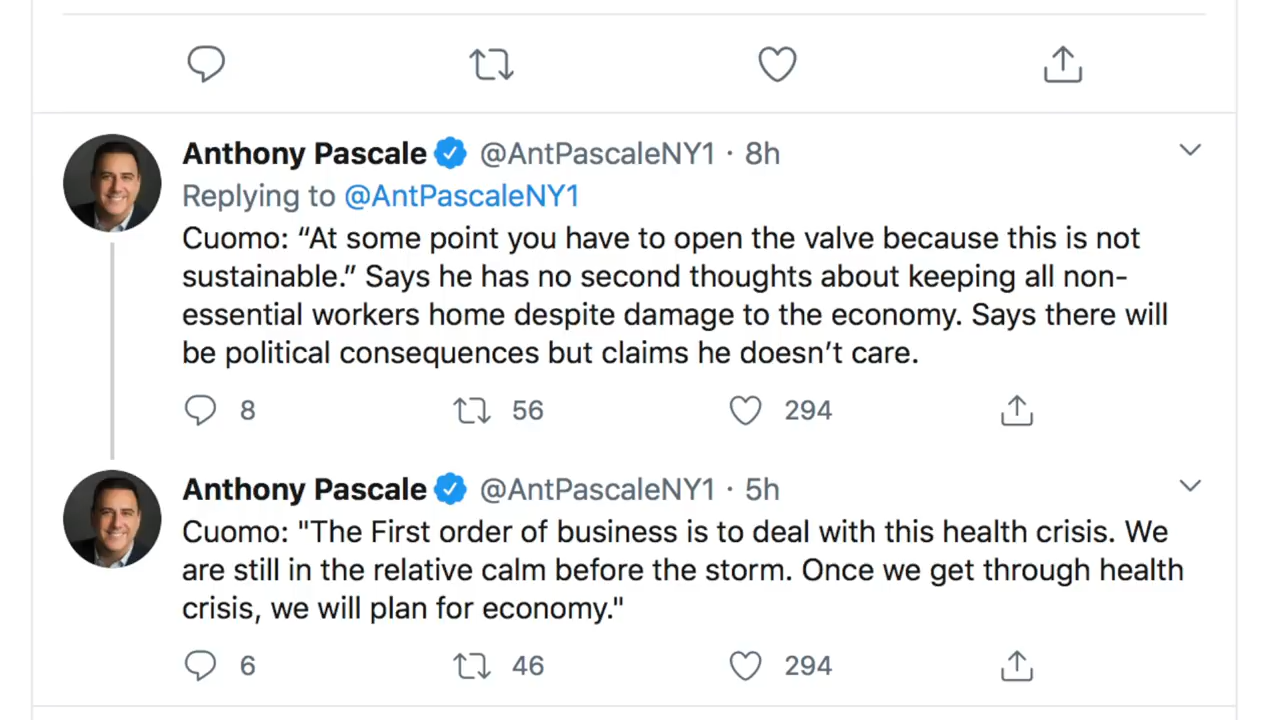 Anthony Pascale @AntPascaleNY1 · 8h
Replying to @AntPascaleNY1
Cuomo: “At some point you have to open the valve because this is not
sustainable.” Says he has no second thoughts about keeping all non-
essential workers home despite damage to the economy. Says there will
be political consequences but claims he doesn’t care.
8 56 294
Anthony Pascale @AntPascaleNY1 · 5h
Cuomo: "The First order of business is to deal with this health crisis. We
are still in the relative calm before the storm. Once we get through health
crisis, we will plan for economy."
6 46 294